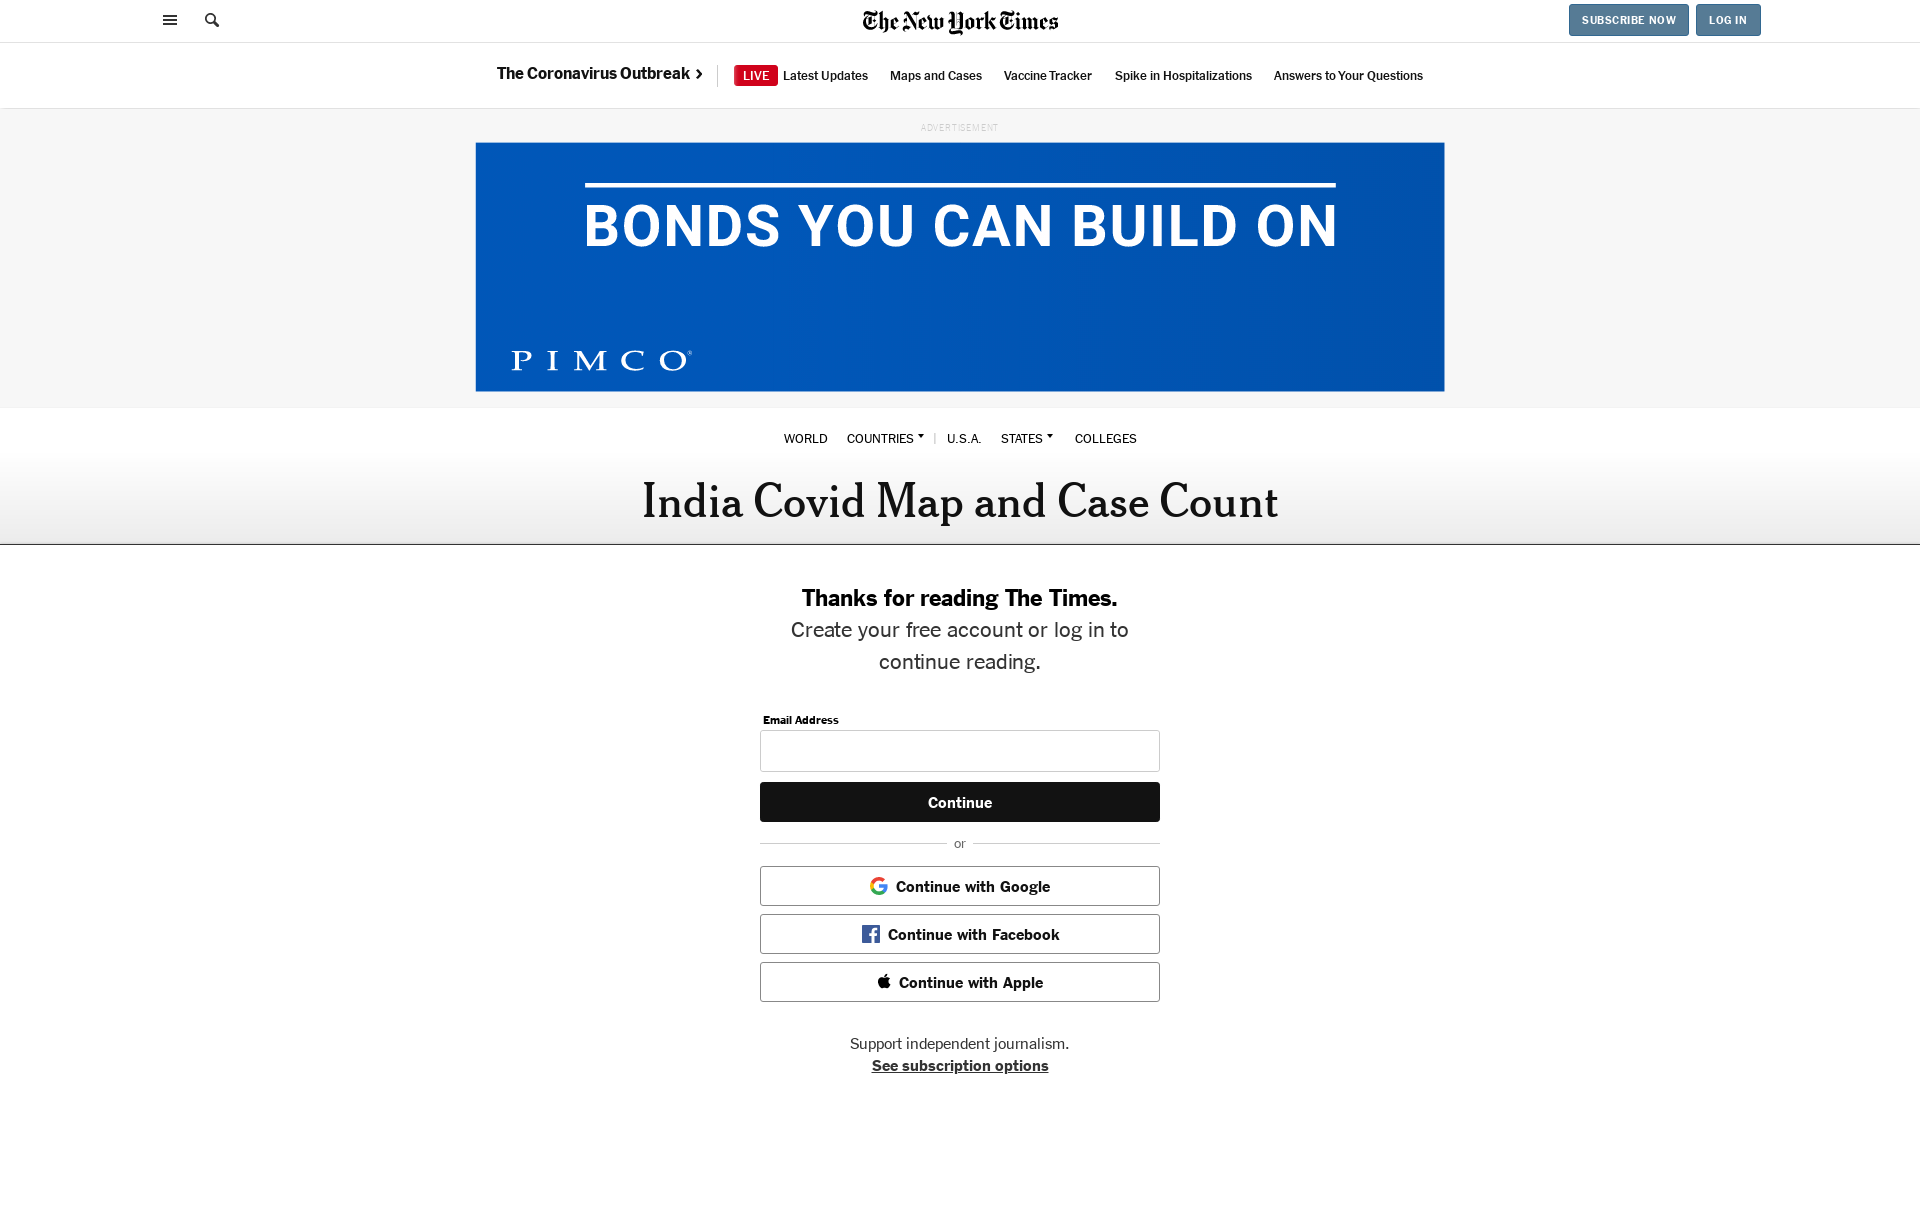 The New York Times
SUBSCRIBE NOW
LOG IN
The Coronavirus Outbreak
LIVE Latest Updates
Maps and Cases
Vaccine Tracker
Spike in Hospitalizations
Answers to Your Questions
ADVERTISEMENT
BONDS YOU CAN BUILD ON
PIMCO®
WORLD
COUNTRIES
U.S.A.
STATES
COLLEGES
India Covid Map and Case Count
Thanks for reading The Times.
Create your free account or log in to
continue reading.
Email Address
Continue
or
Continue with Google
Continue with Facebook
Continue with Apple
Support independent journalism.
See subscription options